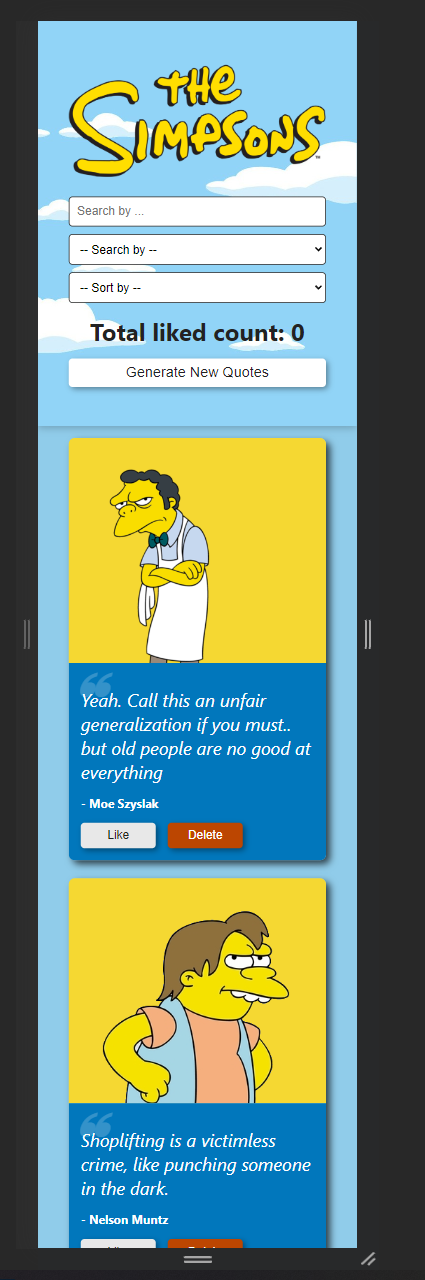 THE
SIMPSONS
™
Search by ...
-- Search by --
-- Sort by --
Total liked count: 0
Generate New Quotes
Yeah. Call this an unfair
generalization if you must..
but old people are no good at
everything
- Moe Szyslak
Like
Delete
Shoplifting is a victimless
crime, like punching someone
in the dark.
- Nelson Muntz